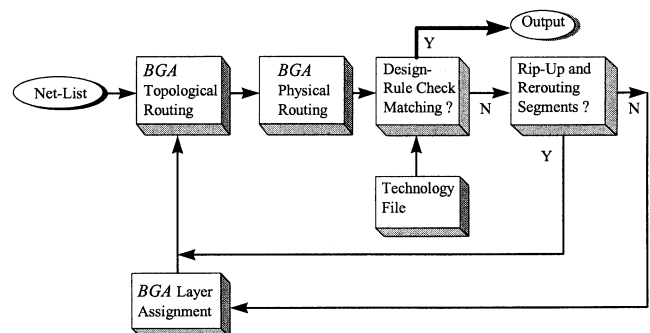 Net-List
BGA
Topological
Routing
BGA
Physical
Routing
Design-
Rule Check
Matching ?
Y
Output
N
Rip-Up and
Rerouting
Segments ?
N
Y
Technology
File
BGA Layer
Assignment